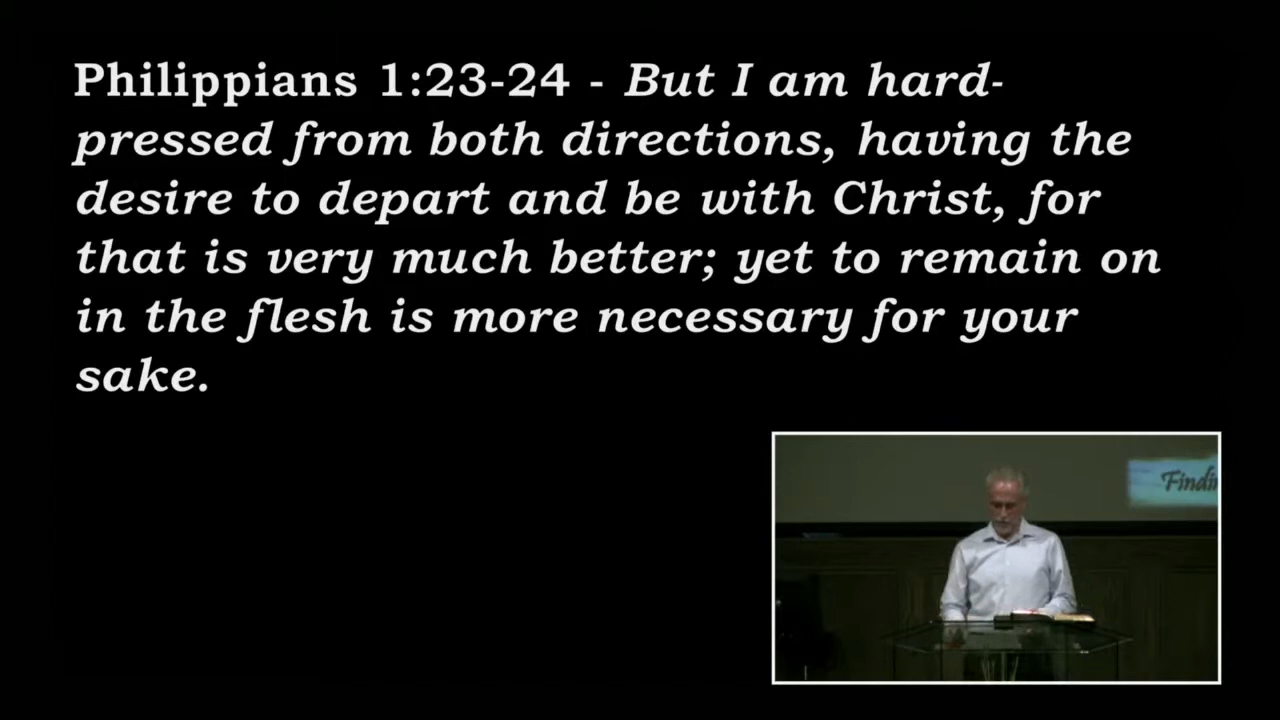 Philippians 1:23-24 - But I am hard-
pressed from both directions, having the
desire to depart and be with Christ, for
that is very much better; yet to remain on
in the flesh is more necessary for your
sake.